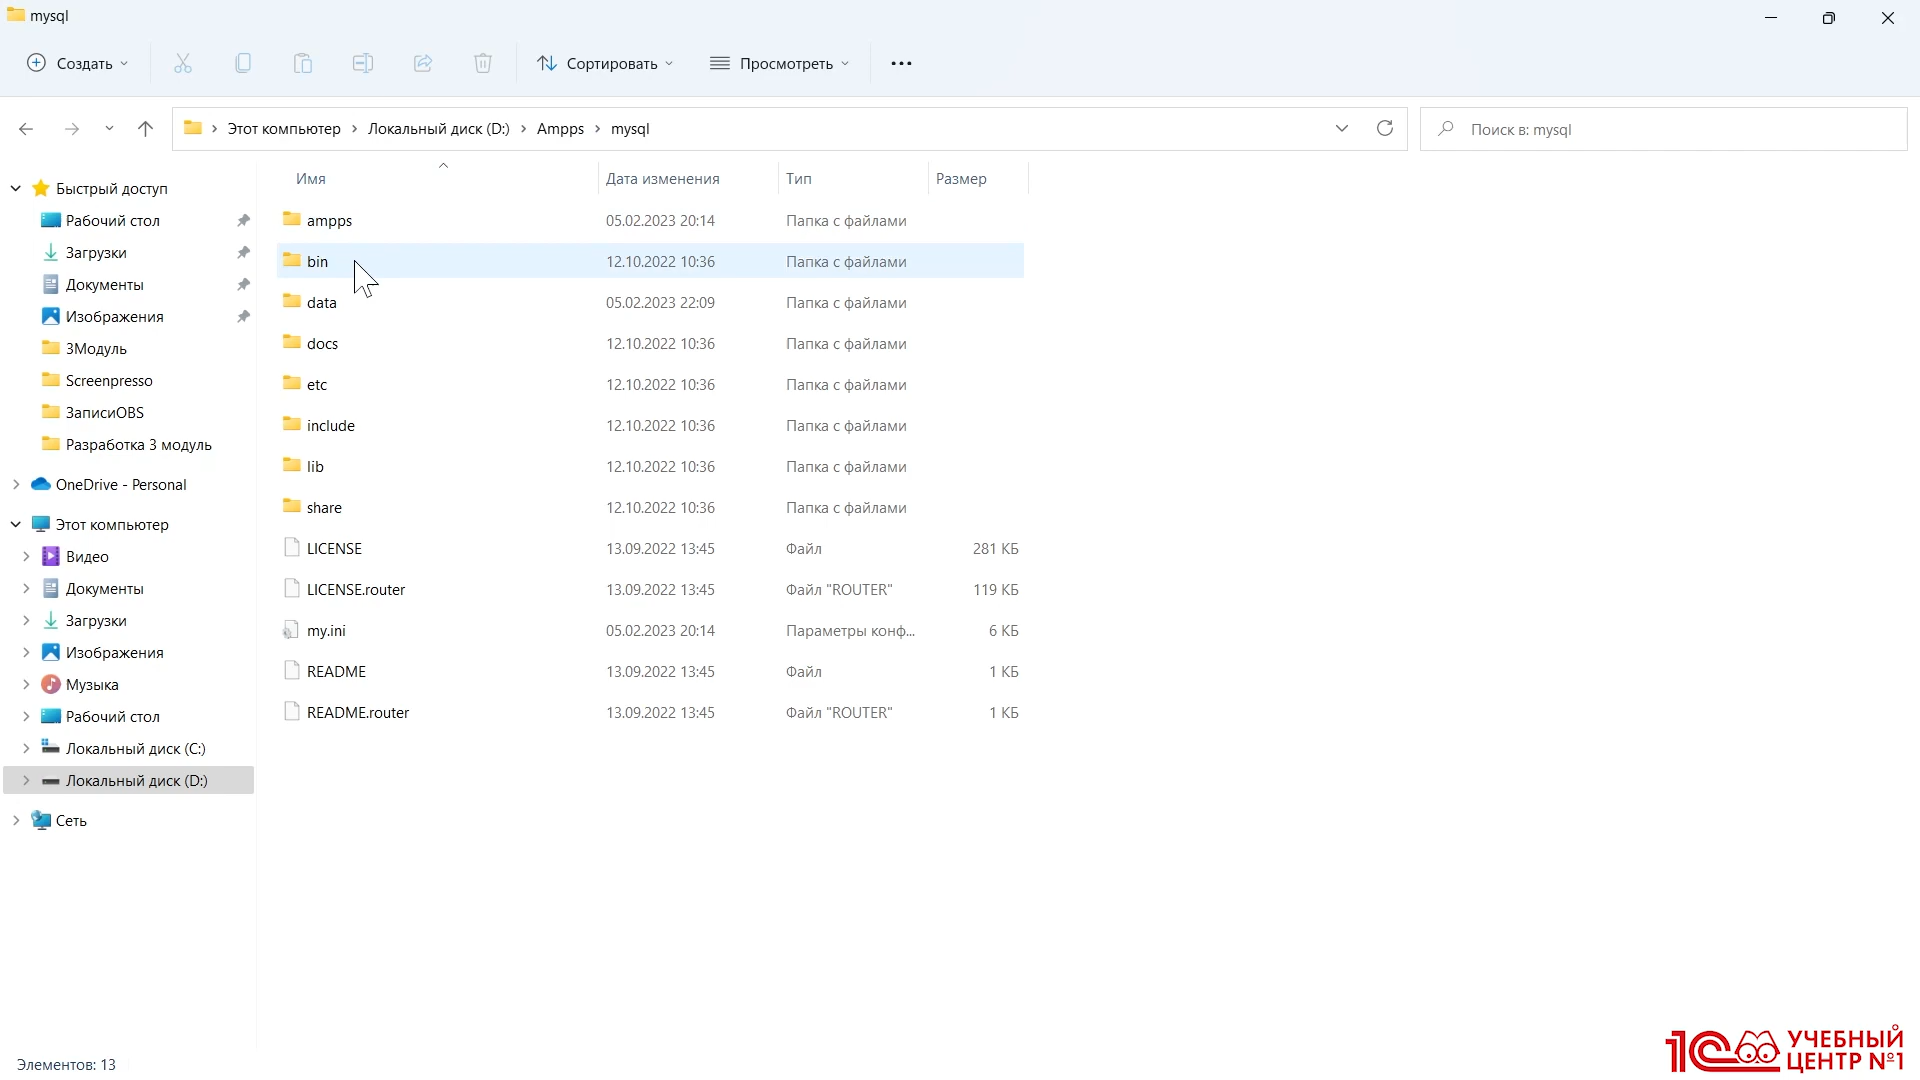 mysql
Создать
Сортировать
Просмотреть
Этот компьютер › Локальный диск (D:) › Ampps › mysql
Поиск в: mysql
Быстрый доступ
Рабочий стол
Загрузки
Документы
Изображения
3Модуль
Screenpresso
ЗаписиOBS
Разработка 3 модуль
OneDrive - Personal
Этот компьютер
Видео
Документы
Загрузки
Изображения
Музыка
Рабочий стол
Локальный диск (C:)
Локальный диск (D:)
Сеть
Имя Дата изменения Тип Размер
ampps 05.02.2023 20:14 Папка с файлами
bin 12.10.2022 10:36 Папка с файлами
data 05.02.2023 22:09 Папка с файлами
docs 12.10.2022 10:36 Папка с файлами
etc 12.10.2022 10:36 Папка с файлами
include 12.10.2022 10:36 Папка с файлами
lib 12.10.2022 10:36 Папка с файлами
share 12.10.2022 10:36 Папка с файлами
LICENSE 13.09.2022 13:45 Файл 281 КБ
LICENSE.router 13.09.2022 13:45 Файл "ROUTER" 119 КБ
my.ini 05.02.2023 20:14 Параметры конф... 6 КБ
README 13.09.2022 13:45 Файл 1 КБ
README.router 13.09.2022 13:45 Файл "ROUTER" 1 КБ
Элементов: 13
1С УЧЕБНЫЙ
ЦЕНТР №1